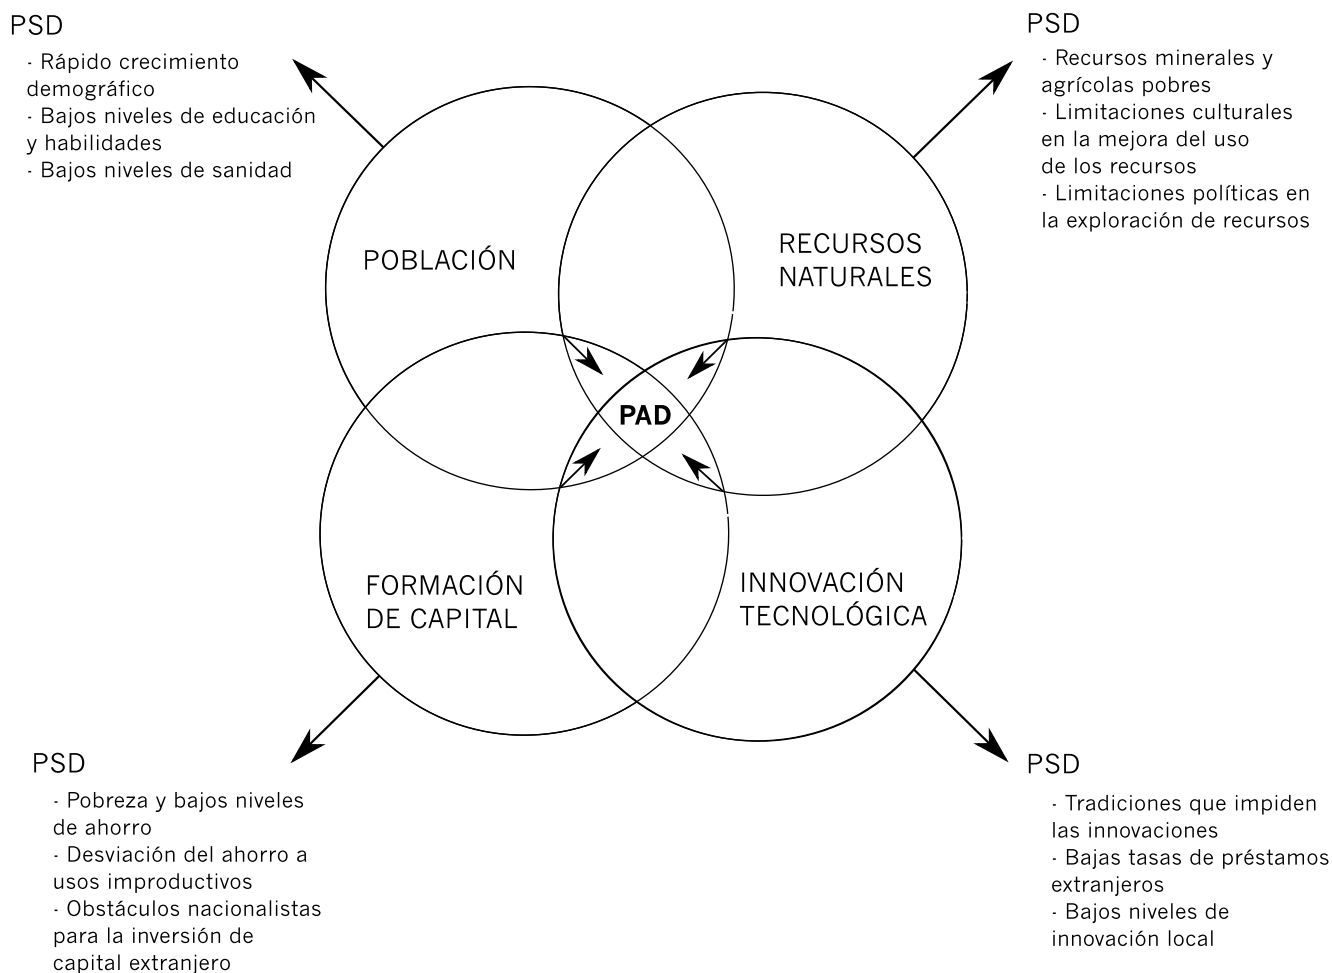 PSD
- Rápido crecimiento
demográfico
- Bajos niveles de educación
y habilidades
- Bajos niveles de sanidad
PSD
- Recursos minerales y
agrícolas pobres
- Limitaciones culturales
en la mejora del uso
de los recursos
- Limitaciones políticas en
la exploración de recursos
POBLACIÓN
RECURSOS
NATURALES
PAD
FORMACIÓN
DE CAPITAL
INNOVACIÓN
TECNOLÓGICA
PSD
- Pobreza y bajos niveles
de ahorro
- Desviación del ahorro a
usos improductivos
- Obstáculos nacionalistas
para la inversión de
capital extranjero
PSD
- Tradiciones que impiden
las innovaciones
- Bajas tasas de préstamos
extranjeros
- Bajos niveles de
innovación local